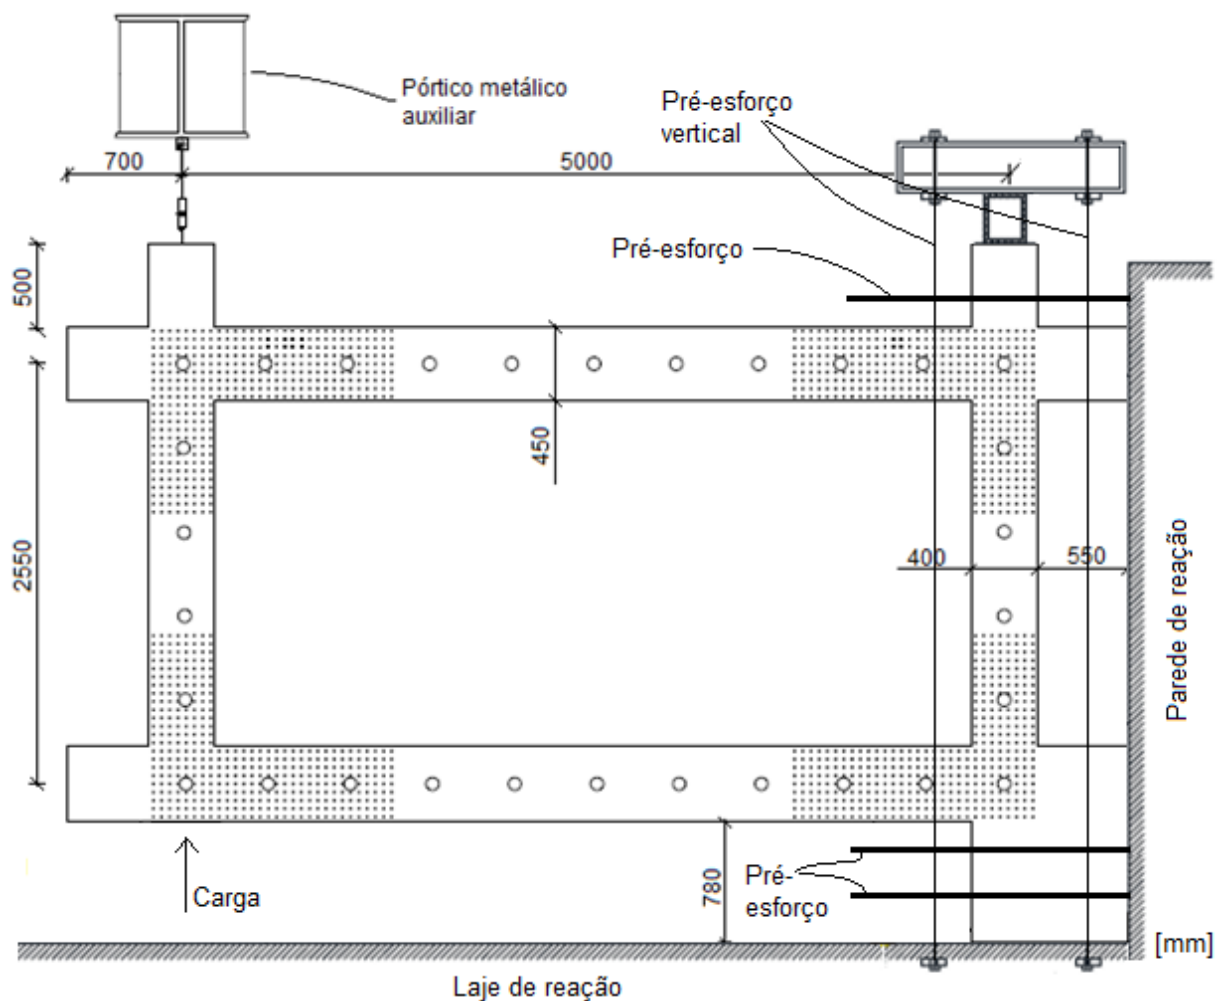 Pórtico metálico
auxiliar
Pré-esforço
vertical
700
5000
Pré-esforço
500
450
2550
400
550
Parede de reação
Carga
780
Pré-
esforço
[mm]
Laje de reação